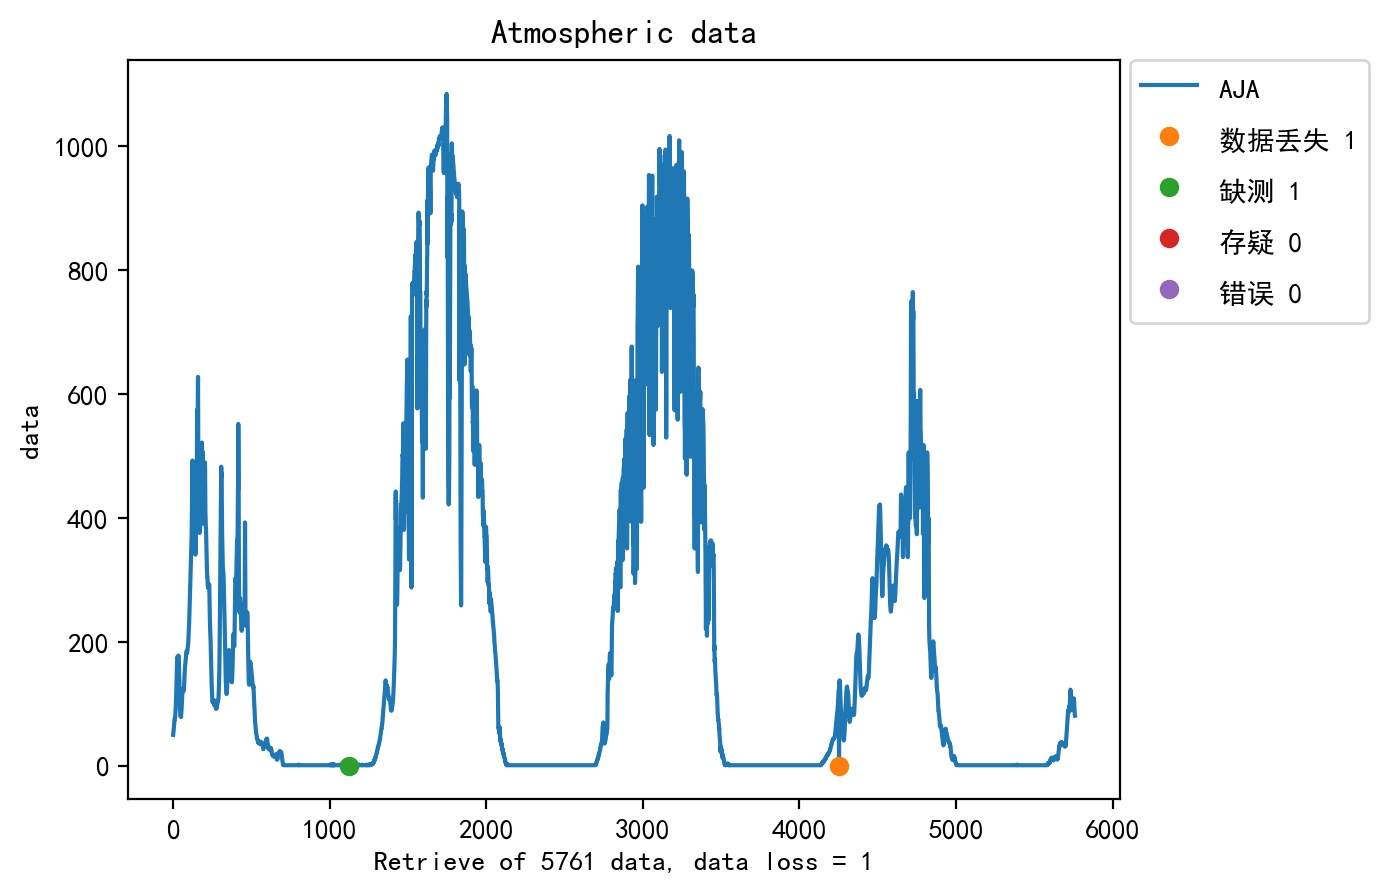 Atmospheric data
AJA
数据丢失 1
缺测 1
存疑 0
错误 0
data
1000
800
600
400
200
0
0 1000 2000 3000 4000 5000 6000
Retrieve of 5761 data, data loss = 1